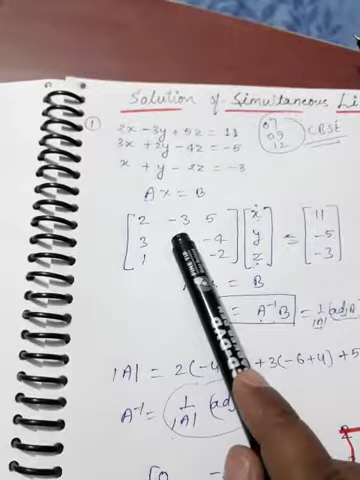 Solution of Simultaneous Li
① 2x - 3y + 5z = 11
3x + 2y - 4z = -5
x + y - 2z = -3
07
09
12
CBSE
Ax = B
[2 -3 5
3 -4
1 -2] [x
y
z] = [11
-5
-3]
= B
= A⁻¹B = 1/|A| (adj A
|A| = 2(-4 +3(-6+4) +5
A⁻¹ = 1/|A| (adj